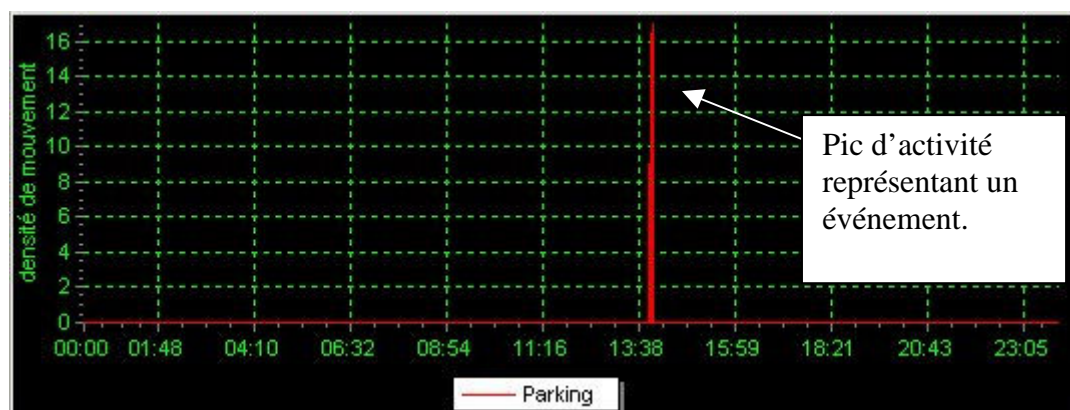 densité de mouvement
16
14
12
10
8
6
4
2
0
00:00 01:48 04:10 06:32 08:54 11:16 13:38 15:59 18:21 20:43 23:05
Pic d’activité
représentant un
événement.
Parking